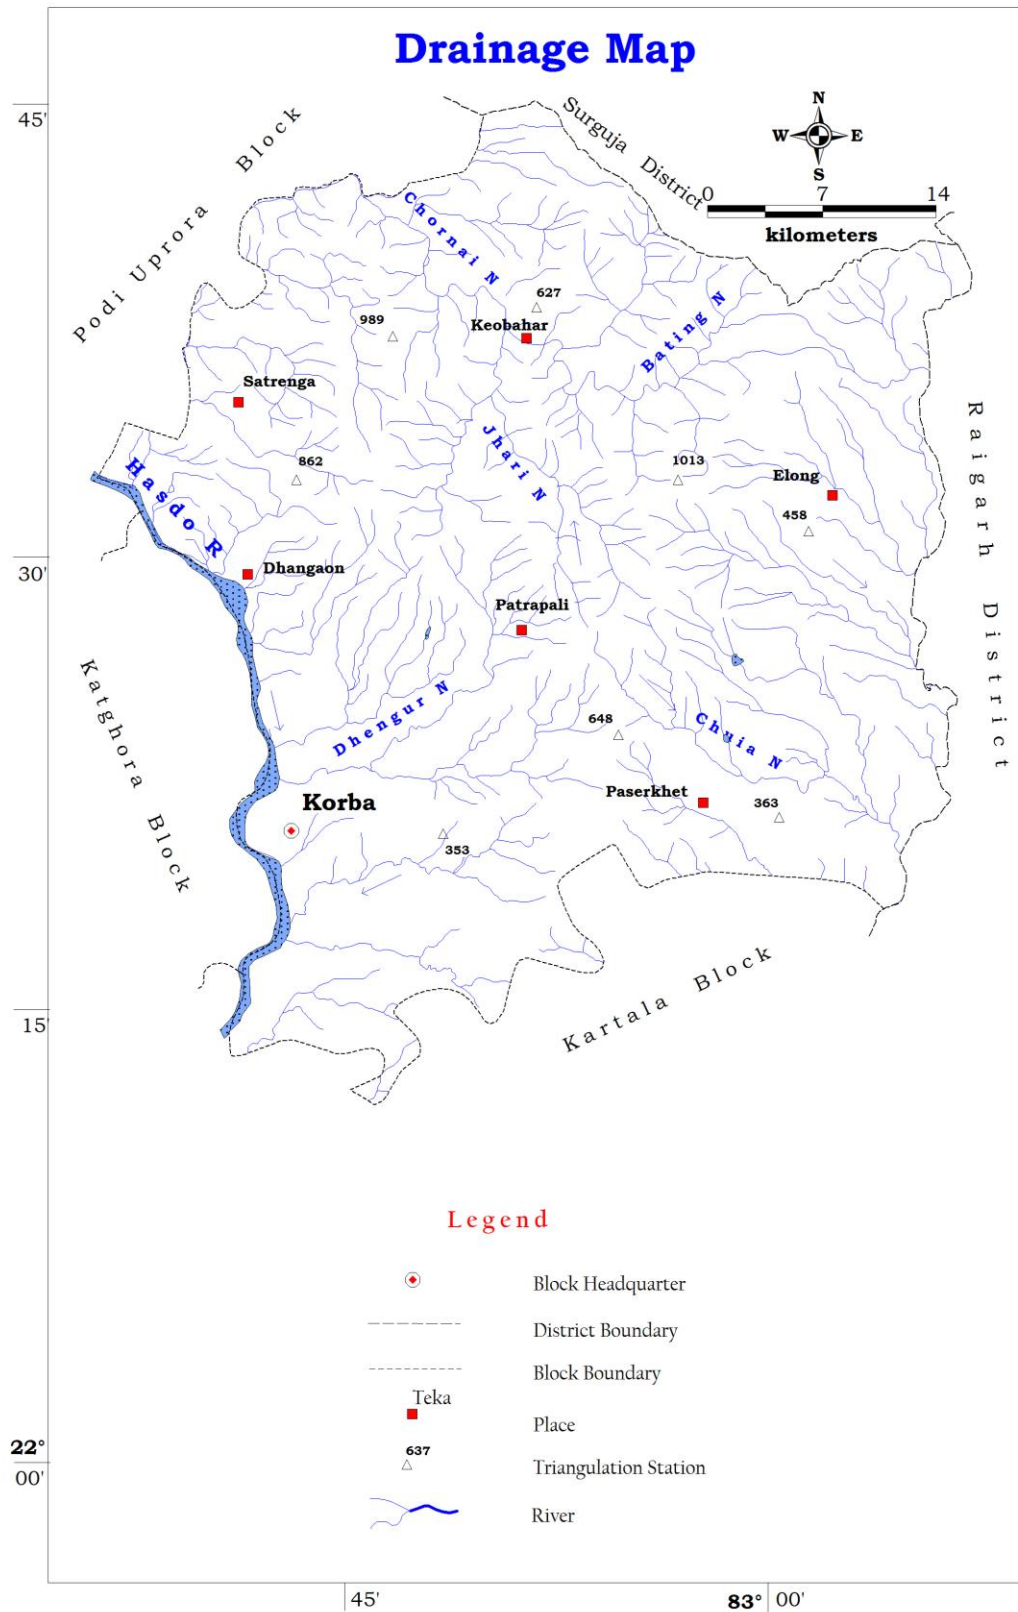 Drainage Map
45'
Podi Uprora Block
Surguja District
N
W E
S
0 7 14
kilometers
Chornai N
627
989
Keobahar
Bating N
Satrenga
Jhari N
862
1013
Elong
Hasdo R
458
Raigarh District
30'
Dhangaon
Patrapali
Katghora Block
Dhengur N
648
Chuia N
Paserkhet
363
Korba
353
15'
Kartala Block
Legend
Block Headquarter
District Boundary
Block Boundary
Teka
Place
637
Triangulation Station
River
22°
00'
45'
83° 00'